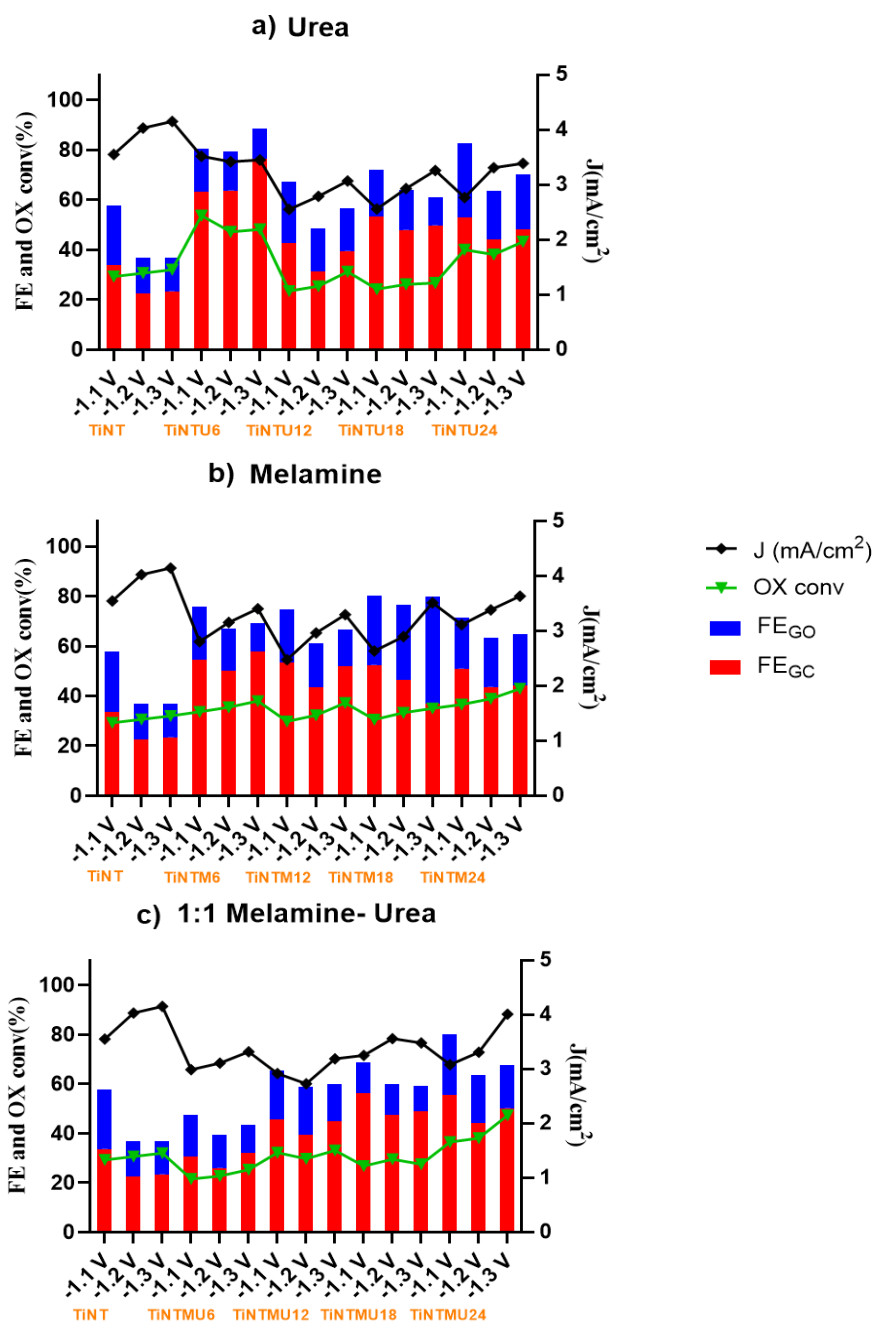 a) Urea
FE and OX conv(%)
100
80
60
40
20
0
5
4
3
2
1
0
J(mA/cm²)
-1.1 V -1.2 V -1.3 V -1.1 V -1.2 V -1.3 V -1.1 V -1.2 V -1.3 V -1.1 V -1.2 V -1.3 V -1.1 V -1.2 V -1.3 V
TiNT TiNTU6 TiNTU12 TiNTU18 TiNTU24
b) Melamine
FE and OX conv(%)
100
80
60
40
20
0
5
4
3
2
1
0
J(mA/cm²)
-1.1 V -1.2 V -1.3 V -1.1 V -1.2 V -1.3 V -1.1 V -1.2 V -1.3 V -1.1 V -1.2 V -1.3 V -1.1 V -1.2 V -1.3 V
TiNT TiNTM6 TiNTM12 TiNTM18 TiNTM24
J (mA/cm²)
OX conv
FE GO
FE GC
c) 1:1 Melamine- Urea
FE and OX conv(%)
100
80
60
40
20
0
5
4
3
2
1
0
J(mA/cm²)
-1.1 V -1.2 V -1.3 V -1.1 V -1.2 V -1.3 V -1.1 V -1.2 V -1.3 V -1.1 V -1.2 V -1.3 V -1.1 V -1.2 V -1.3 V
TiNT TiNTMU6 TiNTMU12 TiNTMU18 TiNTMU24